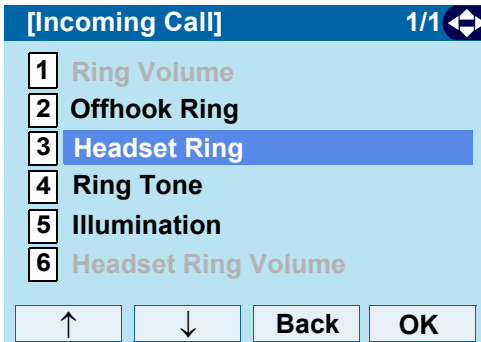 [Incoming Call] 1/1
1 Ring Volume
2 Offhook Ring
3 Headset Ring
4 Ring Tone
5 Illumination
6 Headset Ring Volume
↑ ↓ Back OK